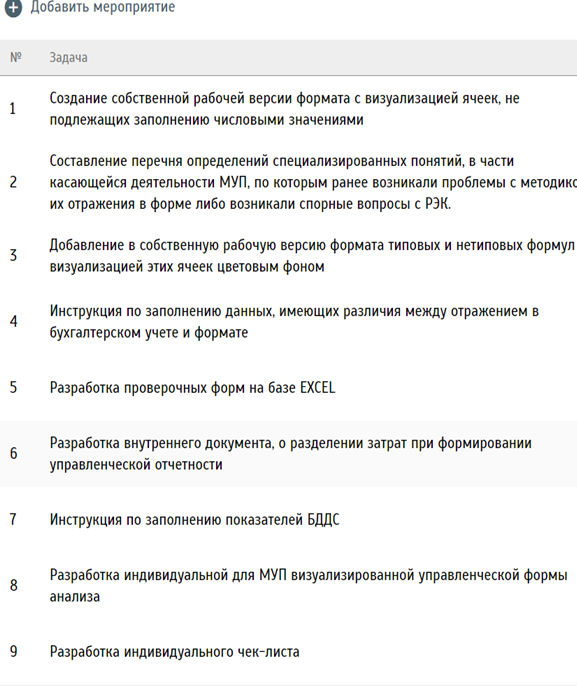 Добавить мероприятие
№ Задача
1 Создание собственной рабочей версии формата с визуализацией ячеек, не
подлежащих заполнению числовыми значениями
2 Составление перечня определений специализированных понятий, в части
касающейся деятельности МУП, по которым ранее возникали проблемы с методико
их отражения в форме либо возникали спорные вопросы с РЭК.
3 Добавление в собственную рабочую версию формата типовых и нетиповых формул
визуализацией этих ячеек цветовым фоном
4 Инструкция по заполнению данных, имеющих различия между отражением в
бухгалтерском учете и формате
5 Разработка проверочных форм на базе EXCEL
6 Разработка внутреннего документа, о разделении затрат при формировании
управленческой отчетности
7 Инструкция по заполнению показателей БДДС
8 Разработка индивидуальной для МУП визуализированной управленческой формы
анализа
9 Разработка индивидуального чек-листа